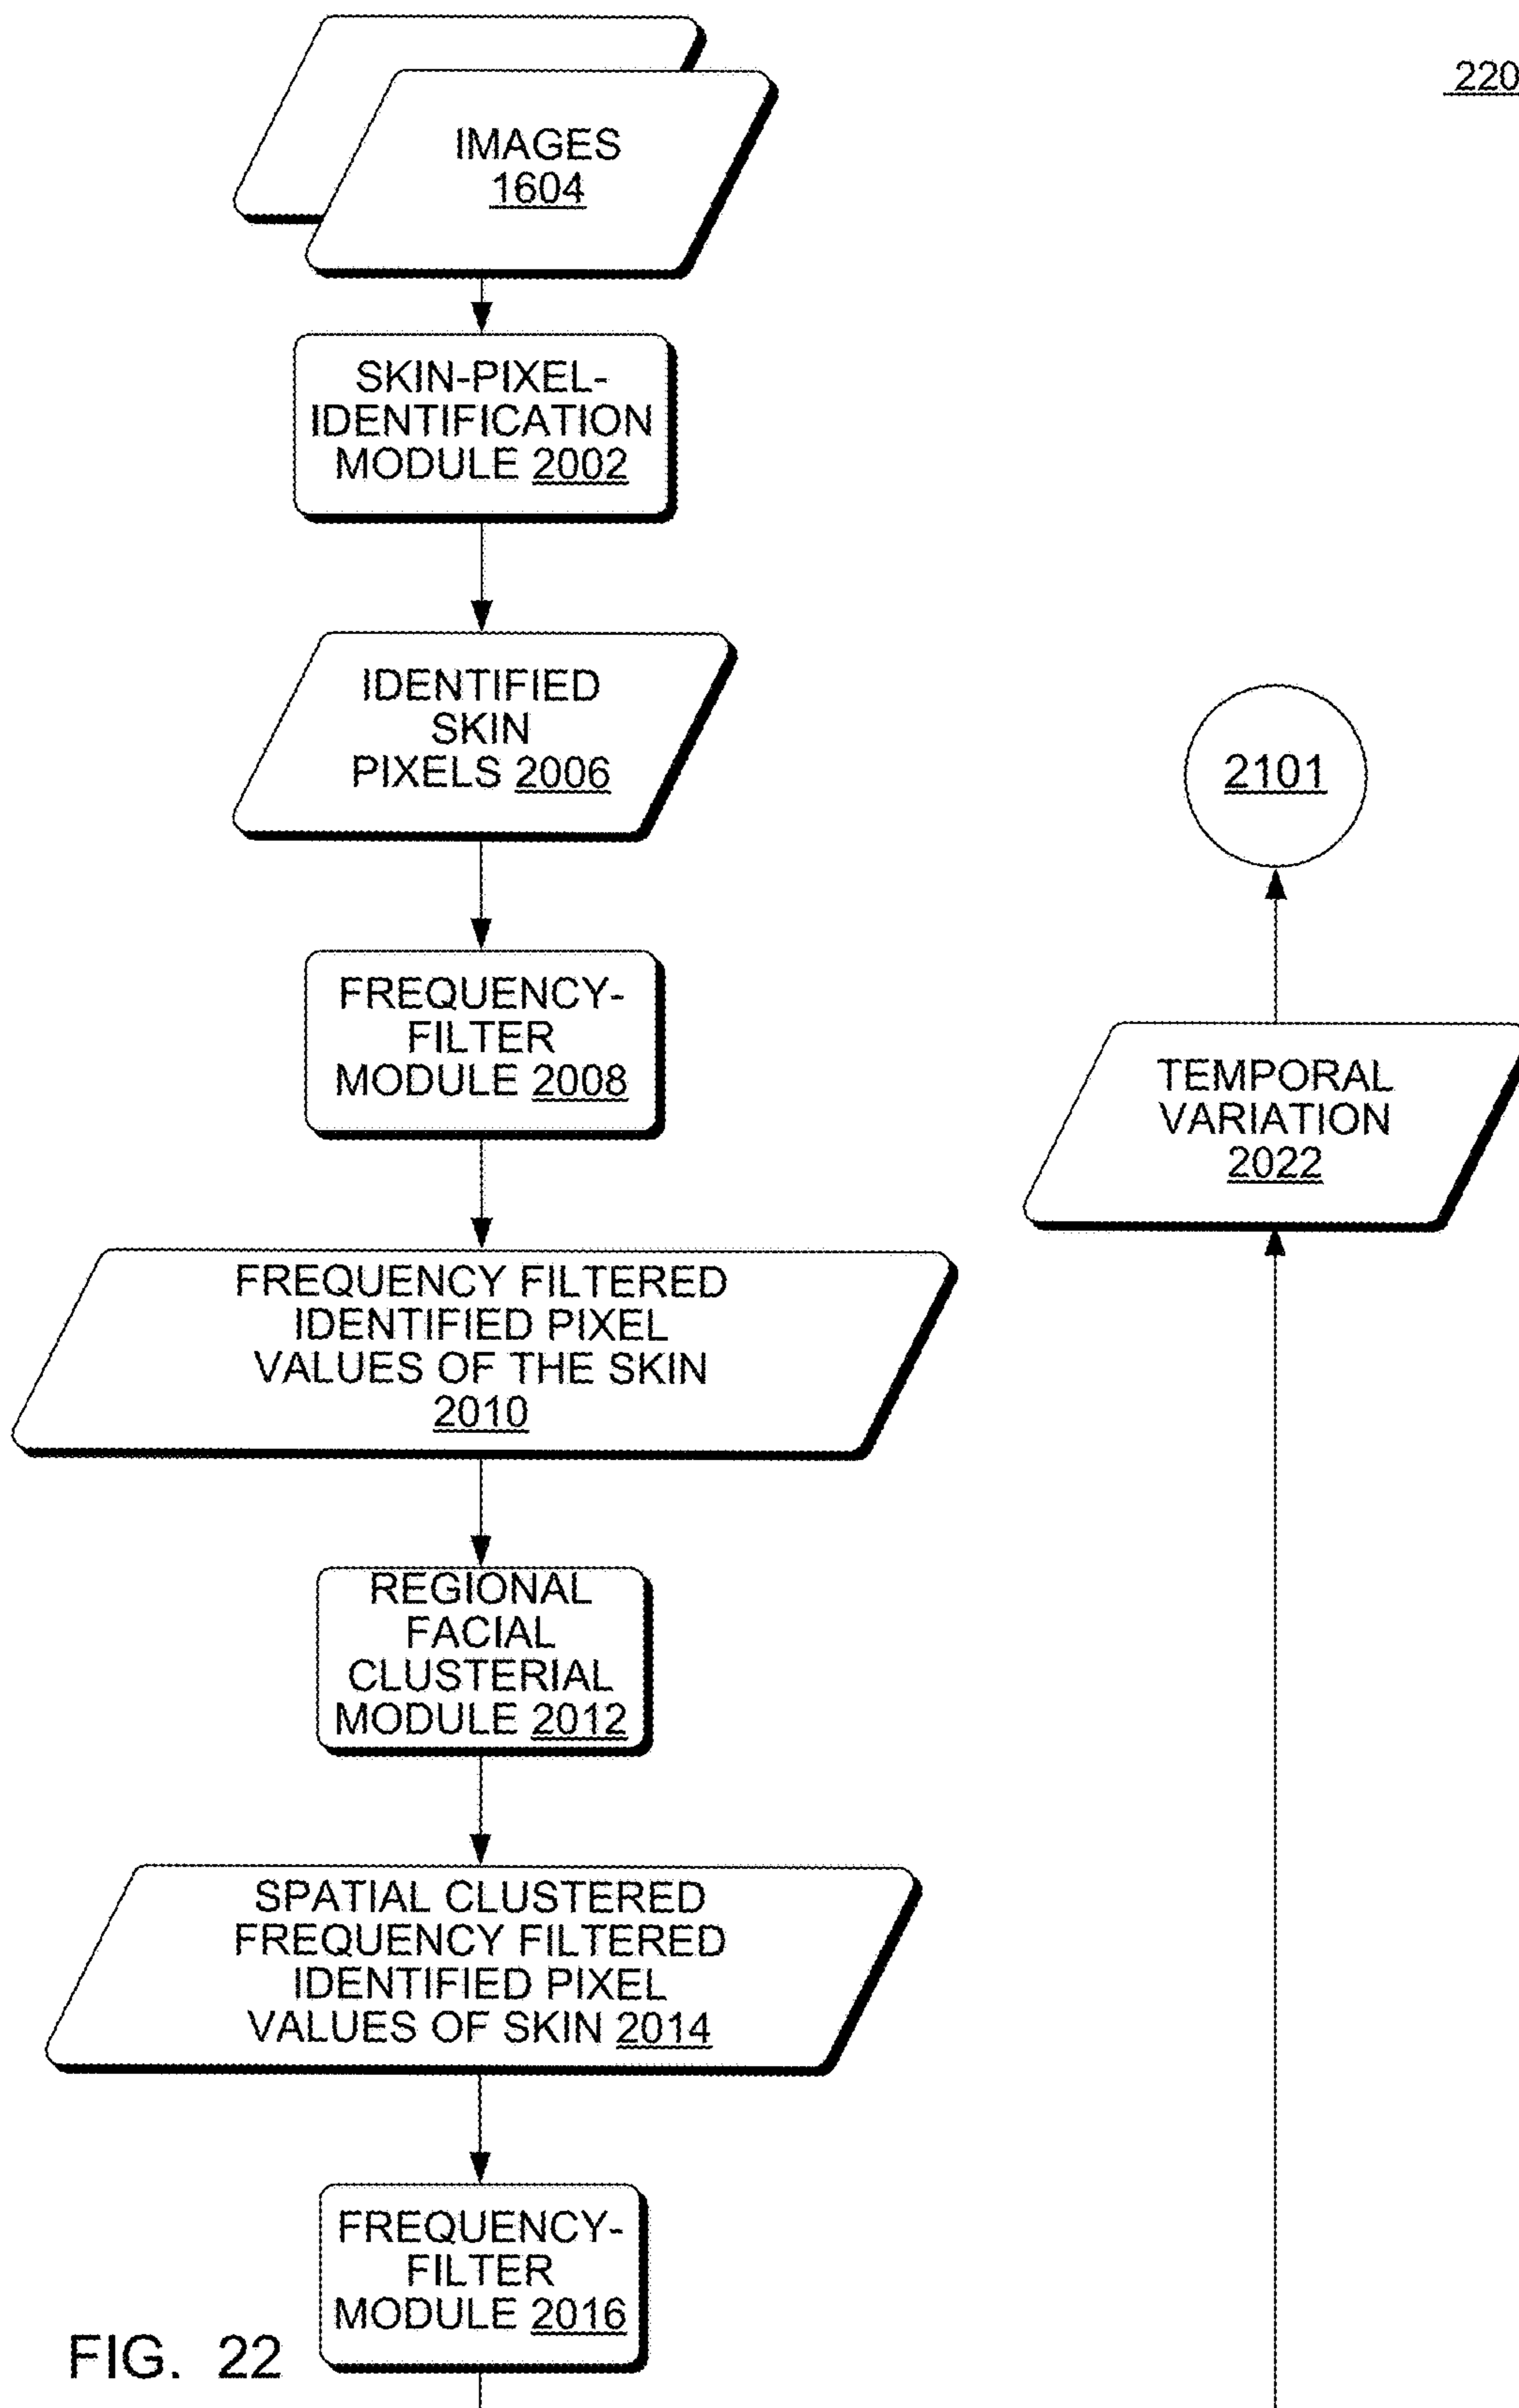 220
IMAGES
1604
SKIN-PIXEL-
IDENTIFICATION
MODULE 2002
IDENTIFIED
SKIN
PIXELS 2006
FREQUENCY-
FILTER
MODULE 2008
FREQUENCY FILTERED
IDENTIFIED PIXEL
VALUES OF THE SKIN
2010
REGIONAL
FACIAL
CLUSTERIAL
MODULE 2012
SPATIAL CLUSTERED
FREQUENCY FILTERED
IDENTIFIED PIXEL
VALUES OF SKIN 2014
FREQUENCY-
FILTER
MODULE 2016
2101
TEMPORAL
VARIATION
2022
FIG. 22